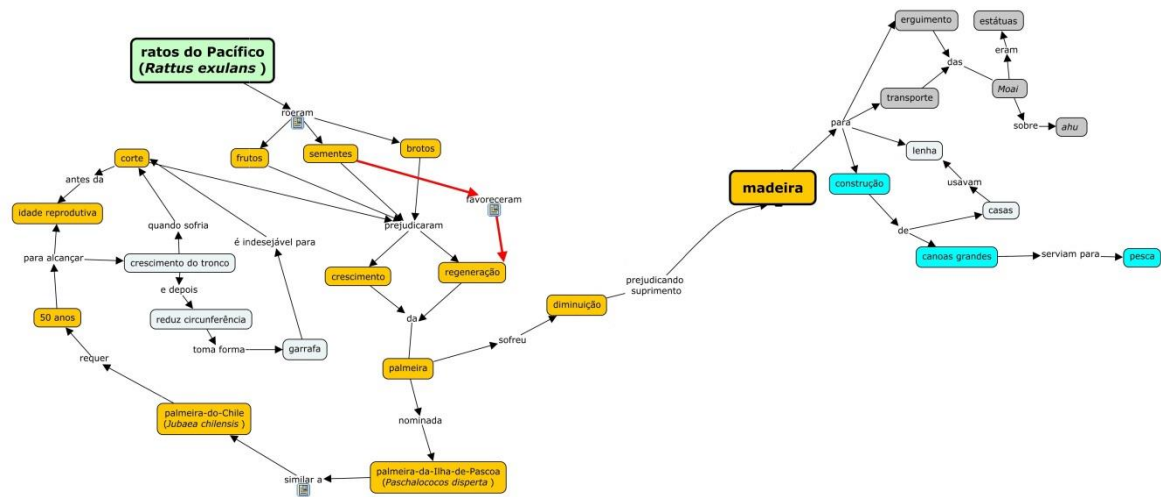 ratos do Pacífico
(Rattus exulans )
roeram
frutos
sementes
brotos
corte
antes da
idade reprodutiva
favoreceram
prejudicaram
quando sofria
é indesejável para
para alcançar
crescimento do tronco
crescimento
regeneração
e depois
50 anos
reduz circunferência
da
toma forma
garrafa
requer
palmeira
sofreu
diminuição
prejudicando
suprimento
nominada
palmeira-do-Chile
(Jubaea chilensis )
palmeira-da-Ilha-de-Pascoa
(Paschalococos disperta )
similar a
madeira
para
erguimento
estátuas
eram
das
transporte
Moai
sobre
ahu
lenha
construção
usavam
casas
de
canoas grandes
serviam para
pesca